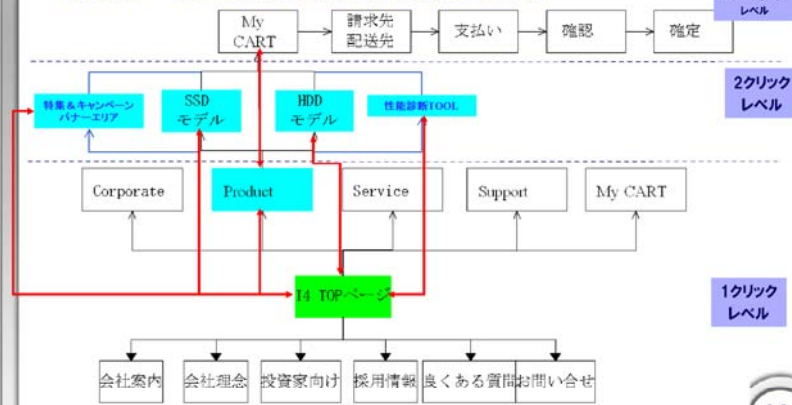 レベル
My
CART
請求先
配送先
支払い
確認
確定
2クリック
レベル
特集&キャンペーン
バナーエリア
SSD
モデル
HDD
モデル
性能診断TOOL
Corporate
Product
Service
Support
My CART
I4 TOPページ
1クリック
レベル
会社案内
会社理念
投資家向け
採用情報
良くある質問
お問い合せ